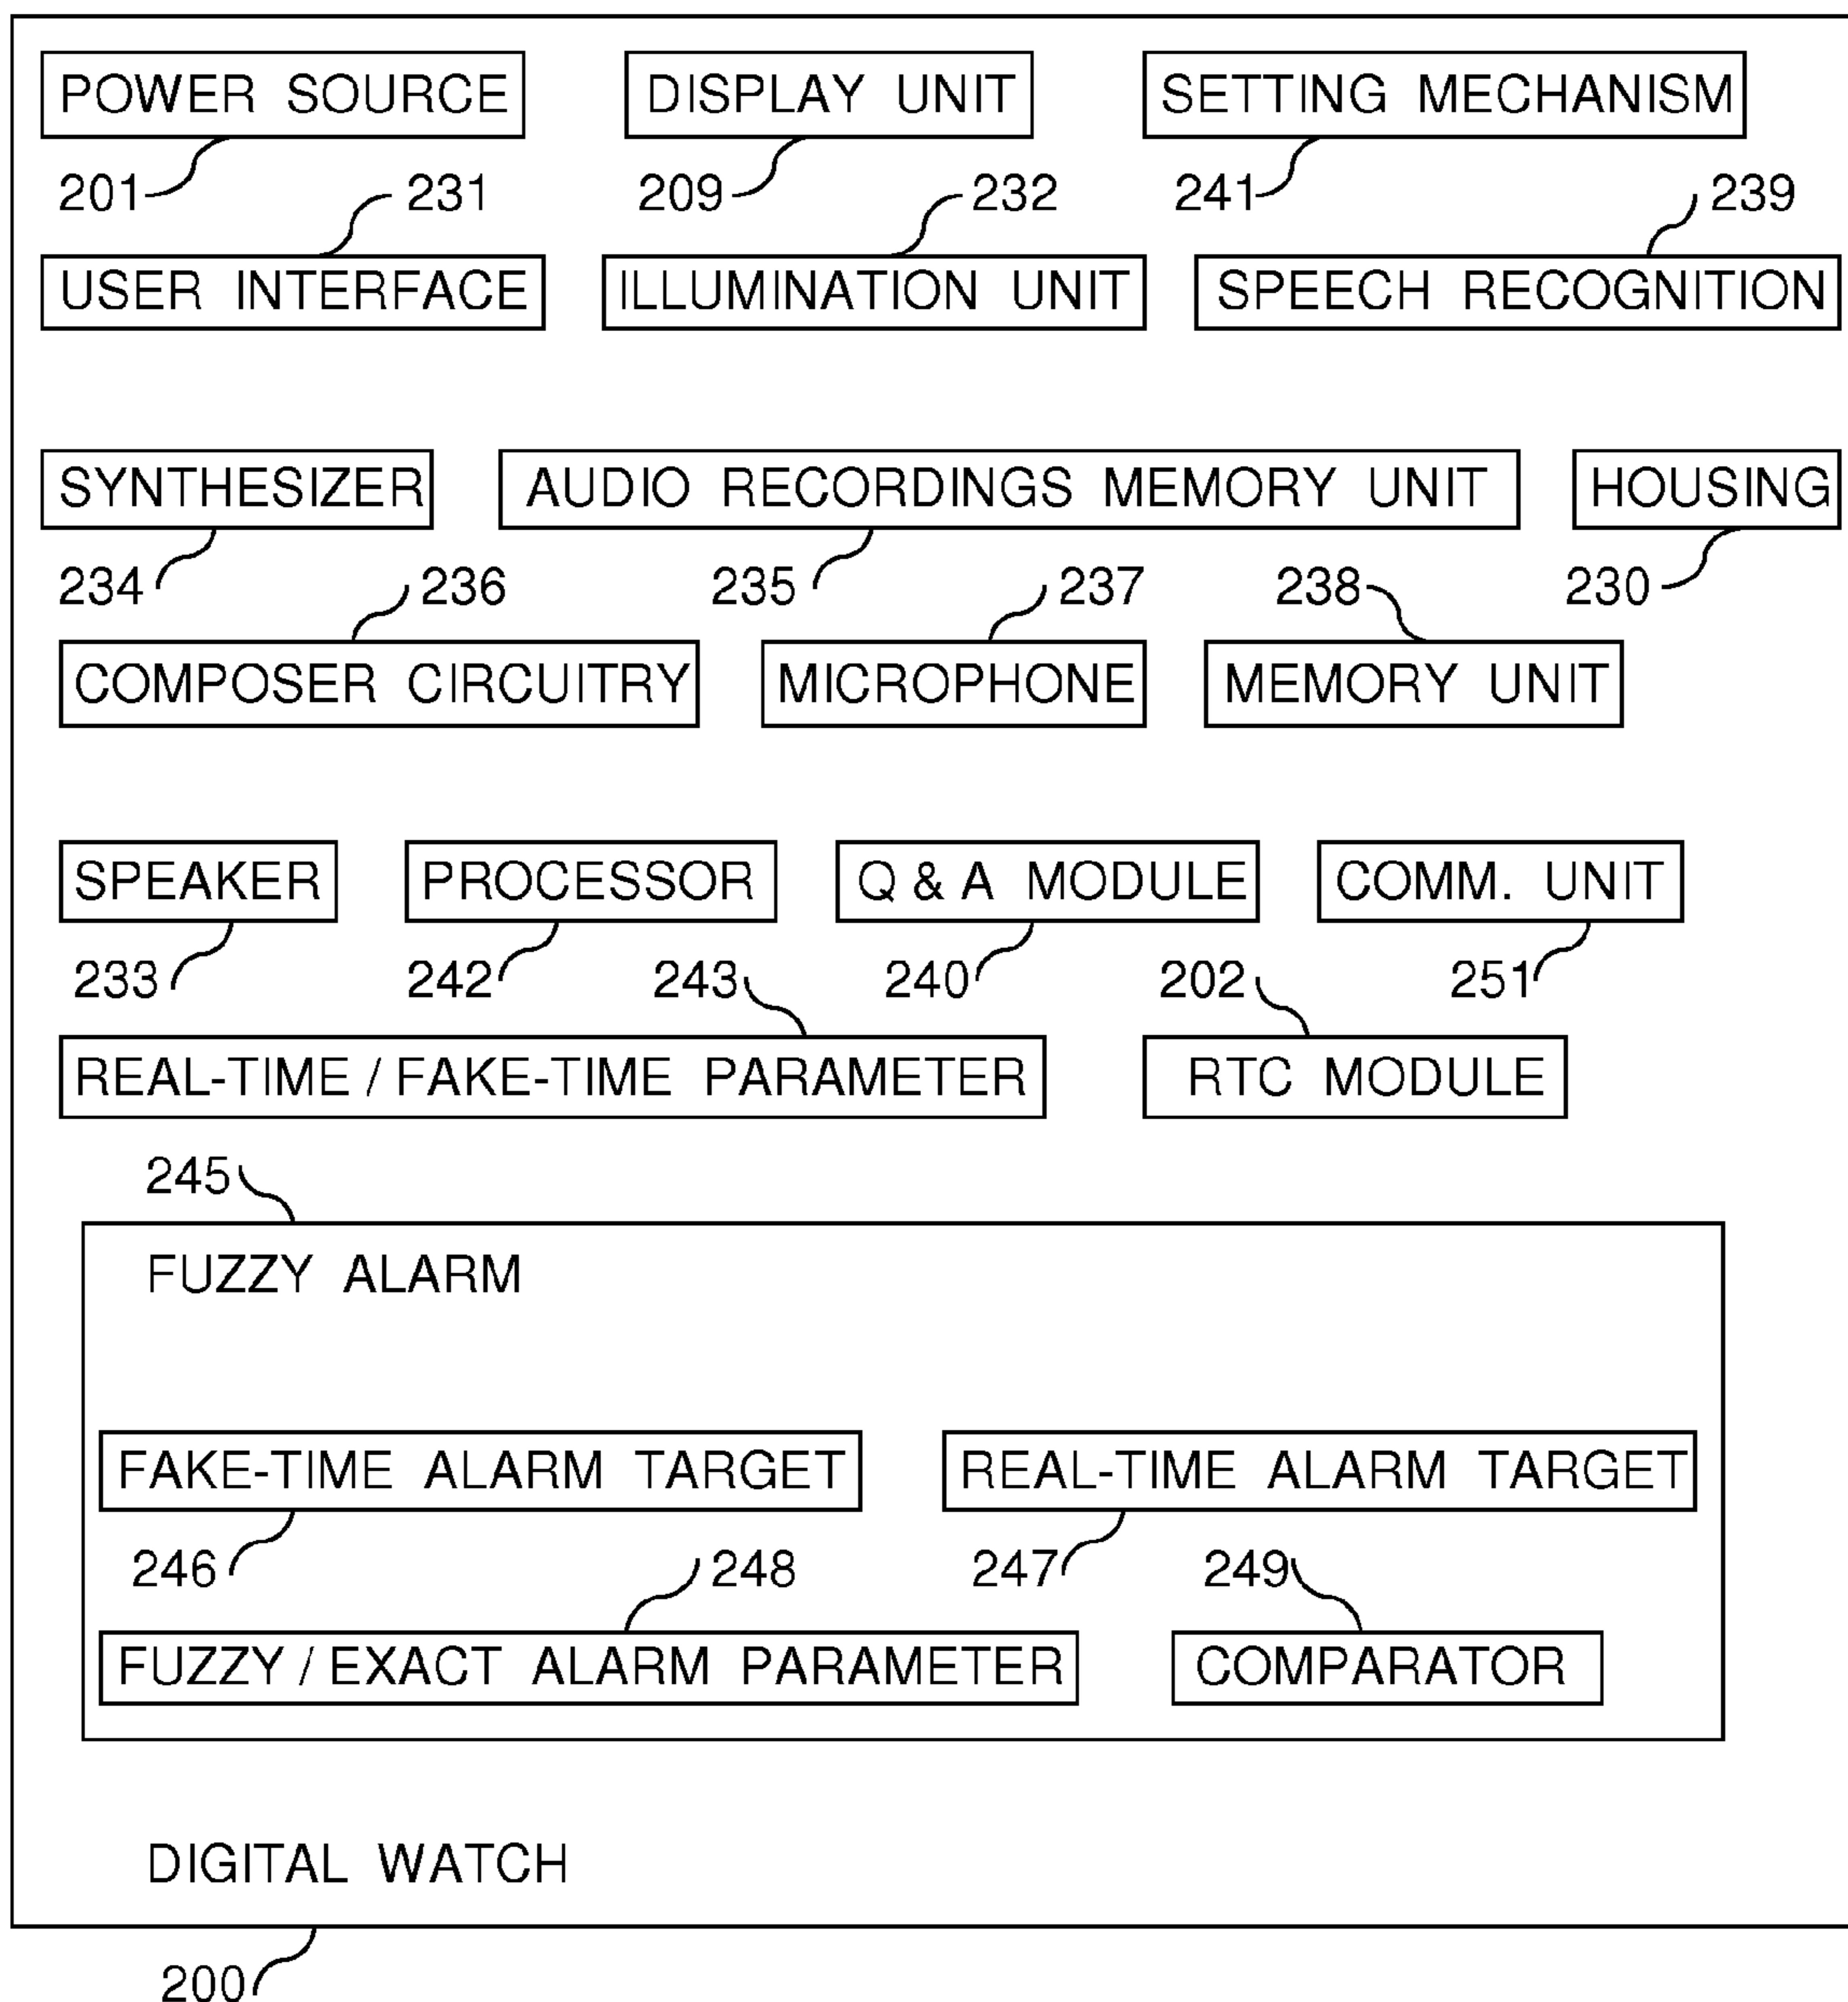 POWER SOURCE DISPLAY UNIT SETTING MECHANISM
201 231 209 232 241 239
USER INTERFACE ILLUMINATION UNIT SPEECH RECOGNITION
SYNTHESIZER AUDIO RECORDINGS MEMORY UNIT HOUSING
234 236 235 237 238 230
COMPOSER CIRCUITRY MICROPHONE MEMORY UNIT
SPEAKER PROCESSOR Q & A MODULE COMM. UNIT
233 242 243 240 202 251
REAL-TIME / FAKE-TIME PARAMETER RTC MODULE
245
FUZZY ALARM
FAKE-TIME ALARM TARGET REAL-TIME ALARM TARGET
246 248 247 249
FUZZY / EXACT ALARM PARAMETER COMPARATOR
DIGITAL WATCH
200